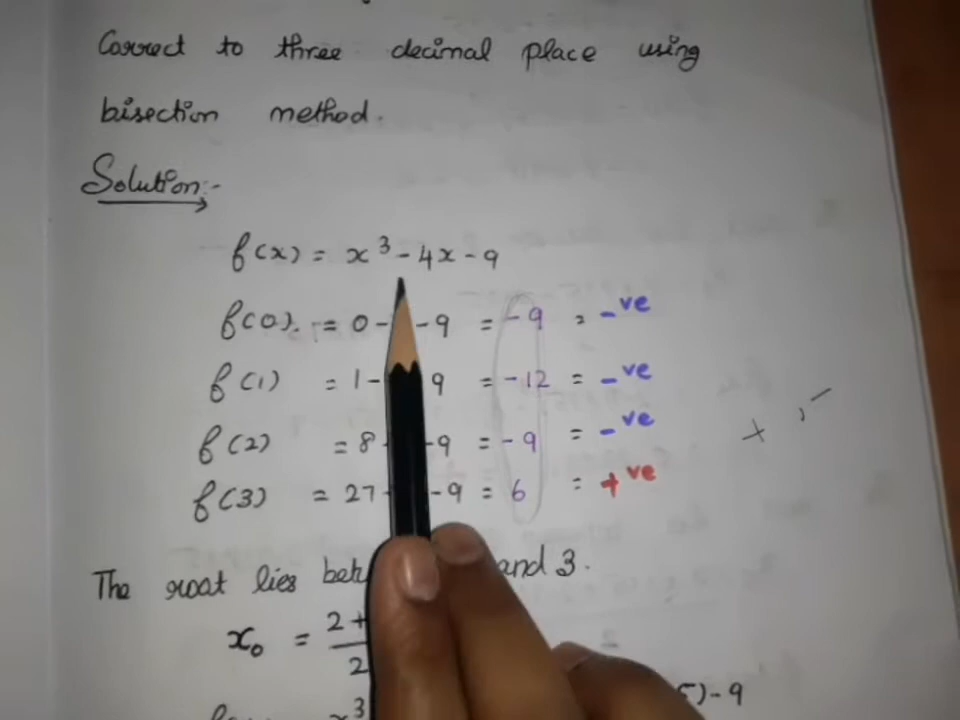 Correct to three decimal place using
bisection method.
Solution:-
f(x) = x³ - 4x - 9
f(0). = 0 - - 9 = -9 = -ve
f(1) = 1 - 9 = -12 = -ve
f(2) = 8 - 9 = -9 = -ve
+ , -
f(3) = 27 - 9 = 6 = +ve
The root lies and 3.
x₀ = 2+ / 2
x³ ) - 9